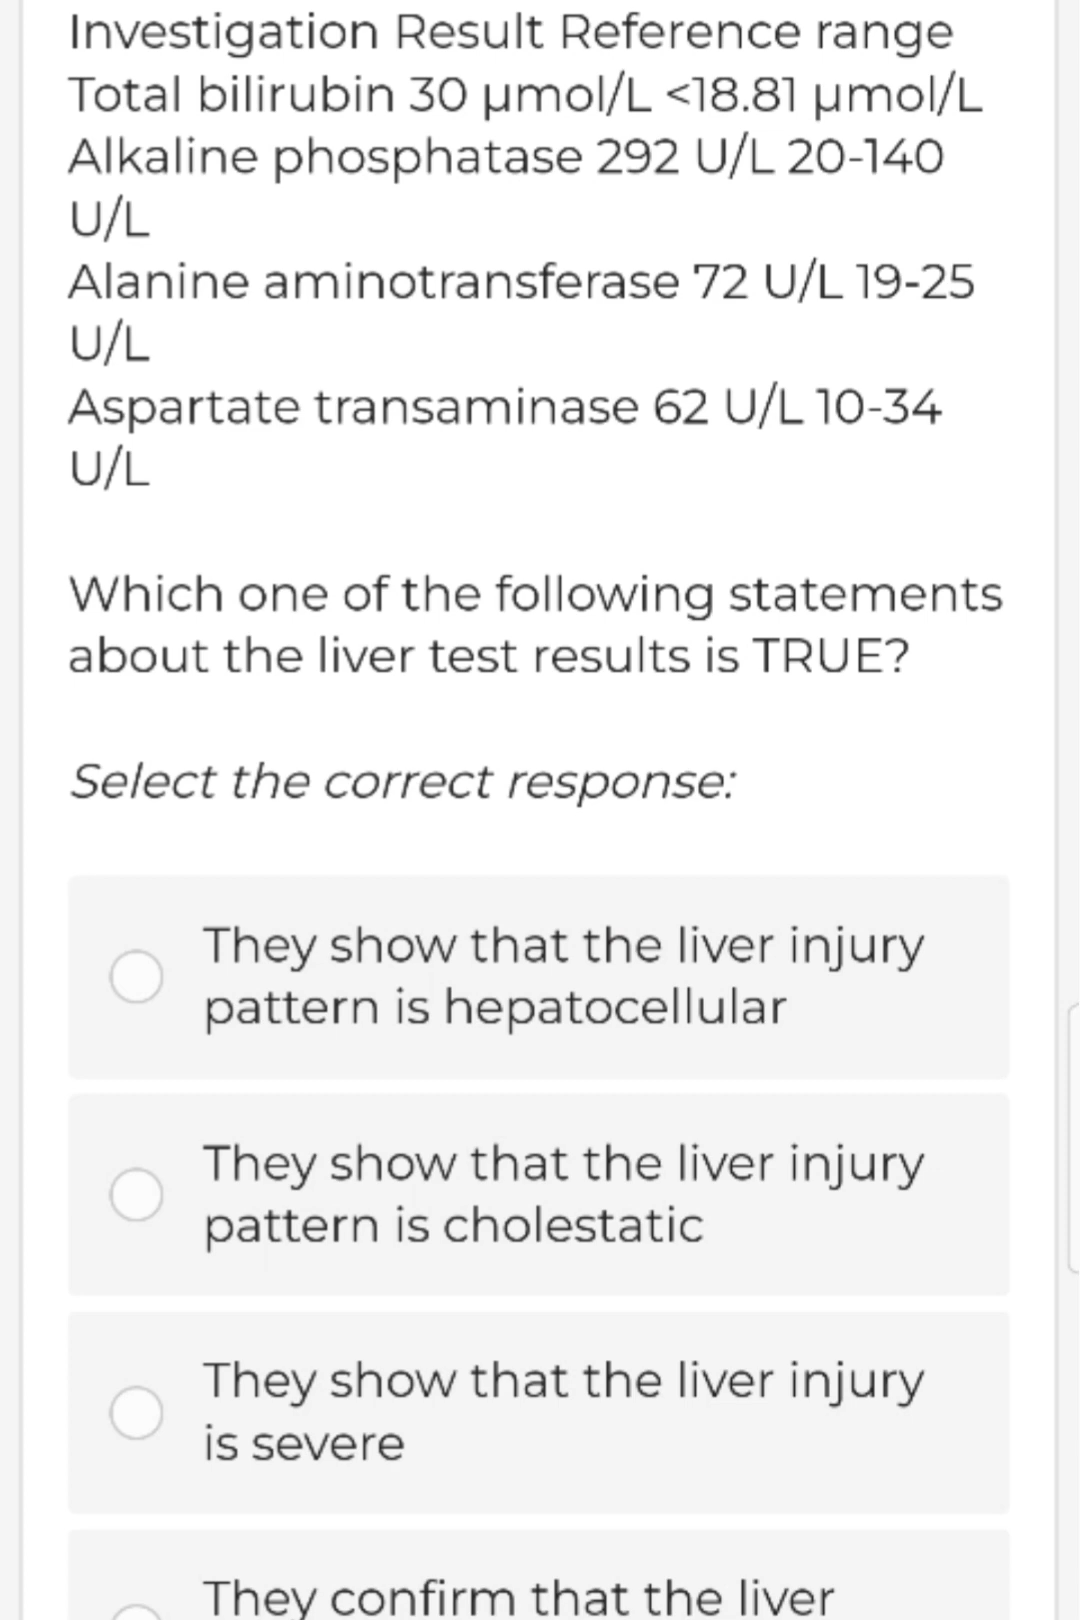 Investigation Result Reference range
Total bilirubin 30 µmol/L <18.81 µmol/L
Alkaline phosphatase 292 U/L 20-140
U/L
Alanine aminotransferase 72 U/L 19-25
U/L
Aspartate transaminase 62 U/L 10-34
U/L
Which one of the following statements
about the liver test results is TRUE?
Select the correct response:
They show that the liver injury
pattern is hepatocellular
They show that the liver injury
pattern is cholestatic
They show that the liver injury
is severe
They confirm that the liver